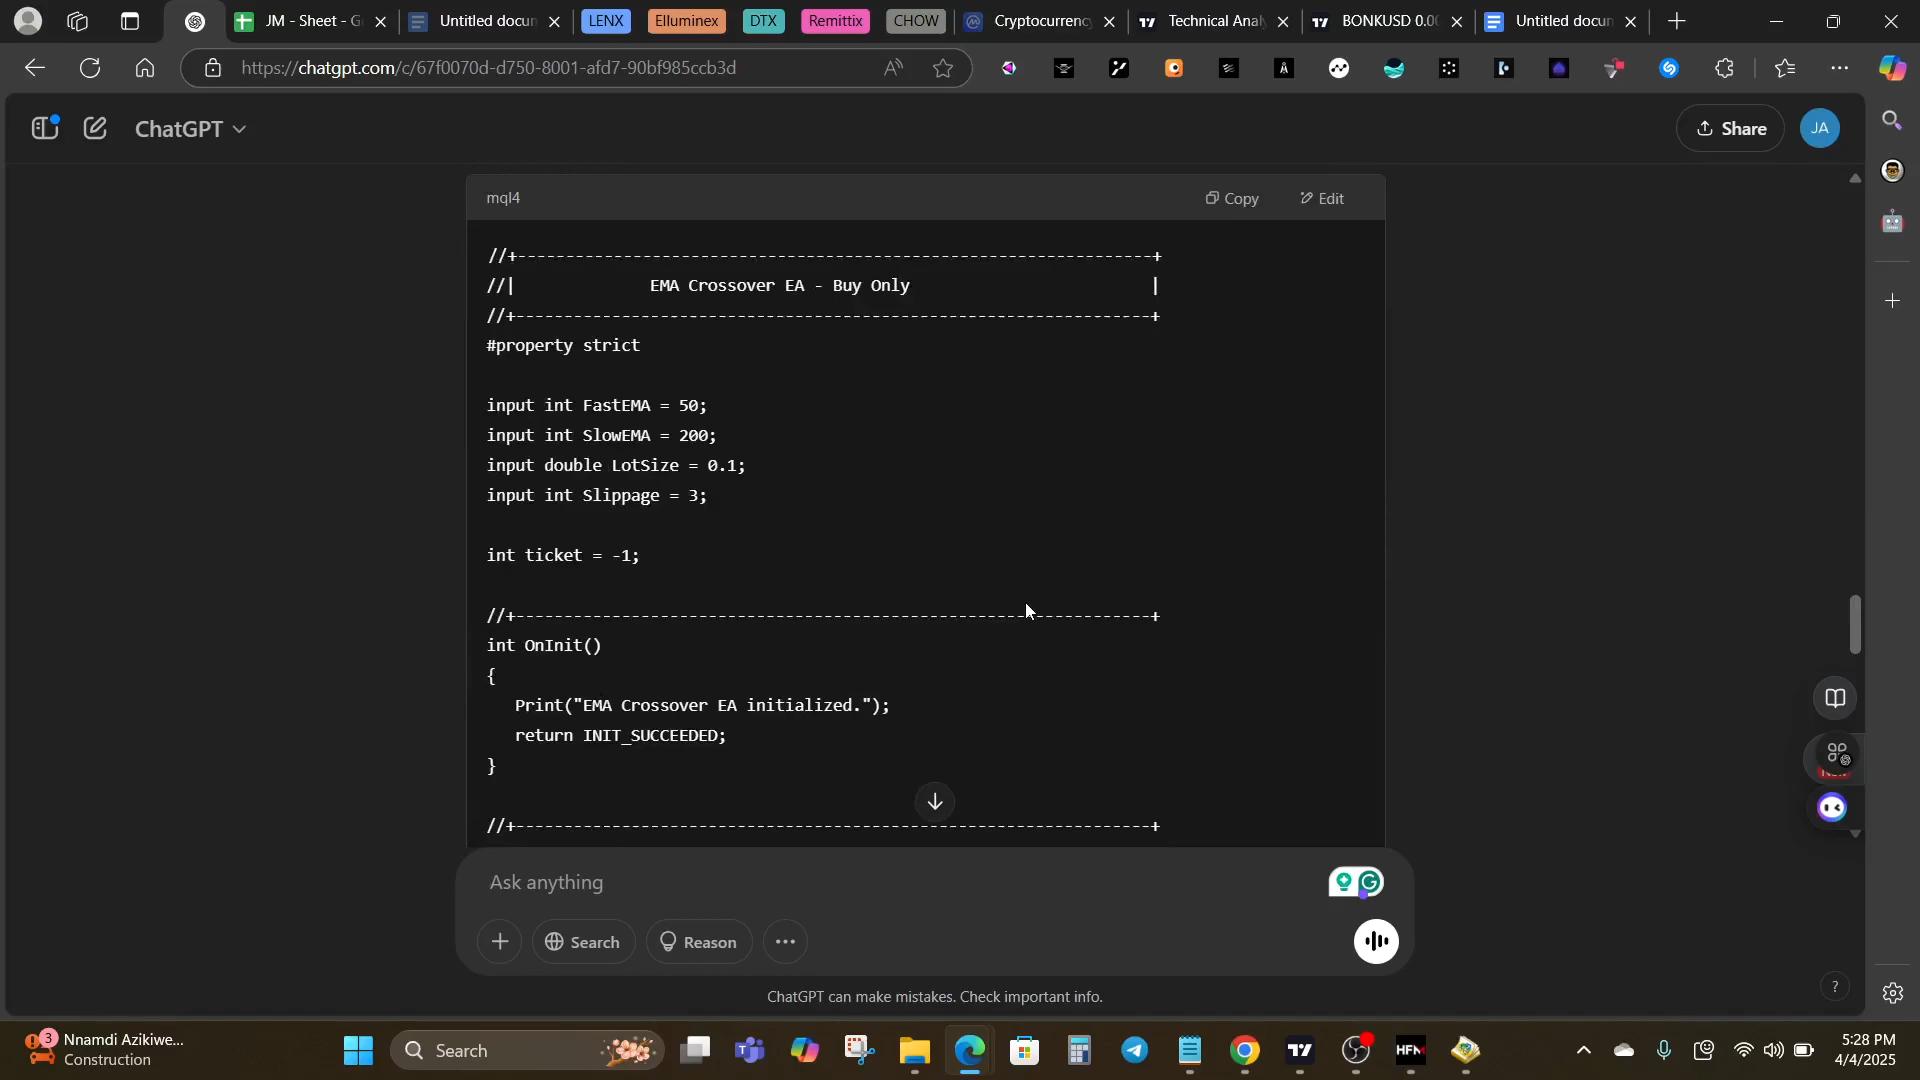 JM - Sheet - G
Untitled docun
LENX
Elluminex
DTX
Remittix
CHOW
Cryptocurrenc
Technical Anal
BONKUSD 0.00
Untitled docun
https://chatgpt.com/c/67f0070d-d750-8001-afd7-90bf985ccb3d
ChatGPT
Share
JA
mql4
Copy
Edit
//+------------------------------------------------------------------+
//| EMA Crossover EA - Buy Only |
//+------------------------------------------------------------------+
#property strict
input int FastEMA = 50;
input int SlowEMA = 200;
input double LotSize = 0.1;
input int Slippage = 3;
int ticket = -1;
//+------------------------------------------------------------------+
int OnInit()
{
Print("EMA Crossover EA initialized.");
return INIT_SUCCEEDED;
}
//+------------------------------------------------------------------+
Ask anything
Search
Reason
ChatGPT can make mistakes. Check important info.
?
3
Nnamdi Azikiwe...
Construction
Search
HFM
5:28 PM
4/4/2025